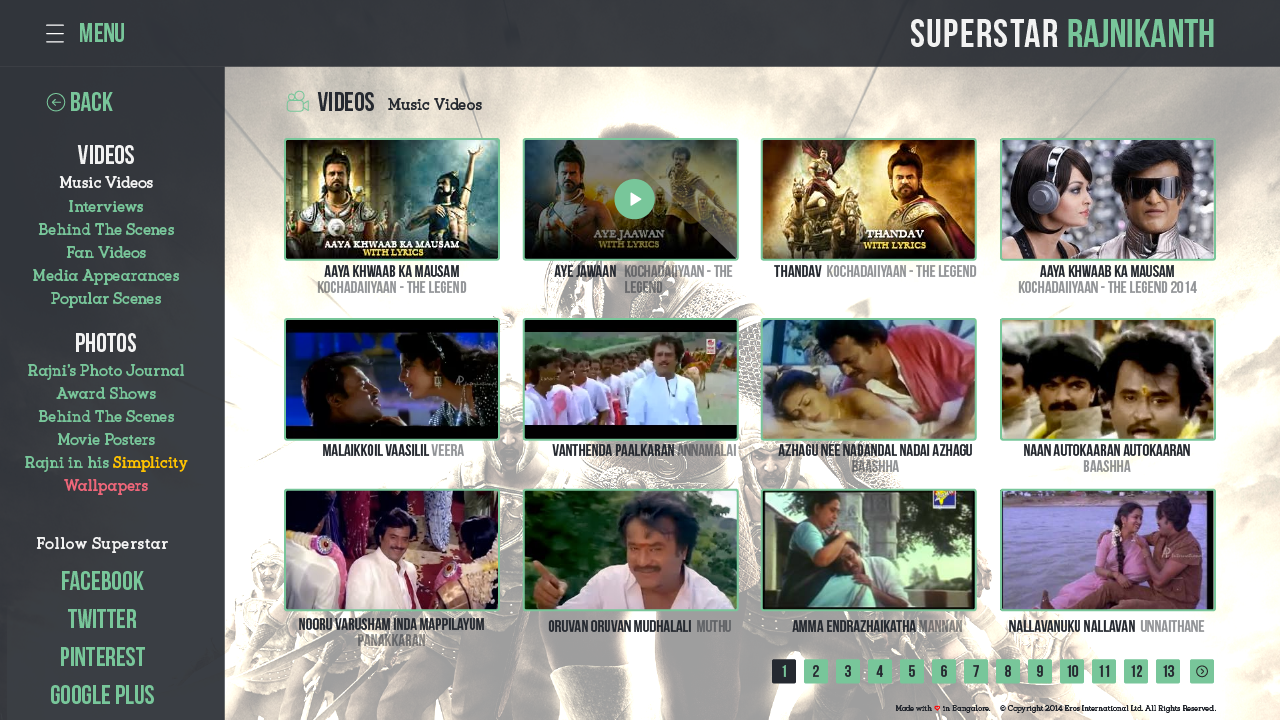 MENU
SUPERSTAR RAJNIKANTH
BACK
VIDEOS
Music Videos
Interviews
Behind The Scenes
Fan Videos
Media Appearances
Popular Scenes
PHOTOS
Rajni's Photo Journal
Award Shows
Behind The Scenes
Movie Posters
Rajni in his Simplicity
Wallpapers
Follow Superstar
FACEBOOK
TWITTER
PINTEREST
GOOGLE PLUS
VIDEOS Music Videos
AAYA KHWAAB KA MAUSAM
WITH LYRICS
AAYA KHWAAB KA MAUSAM
KOCHADAIIYAAN - THE LEGEND
AYE JAAWAN
WITH LYRICS
AYE JAWAAN KOCHADAIIYAAN - THE
LEGEND
THANDAV
WITH LYRICS
THANDAV KOCHADAIIYAAN - THE LEGEND
AAYA KHWAAB KA MAUSAM
KOCHADAIIYAAN - THE LEGEND 2014
MALAIKKOIL VAASILIL VEERA
VANTHENDA PAALKARAN ANNAMALAI
AZHAGU NEE NADANDAL NADAI AZHAGU
BAASHHA
NAAN AUTOKAARAN AUTOKAARAN
BAASHHA
NOORU VARUSHAM INDA MAPPILAYUM
PANAKKARAN
ORUVAN ORUVAN MUDHALALI MUTHU
AMMA ENDRAZHAIKATHA MANNAN
NALLAVANUKU NALLAVAN UNNAITHANE
1 2 3 4 5 6 7 8 9 10 11 12 13
Made with ❤ in Bangalore. © Copyright 2014 Eros International Ltd. All Rights Reserved.